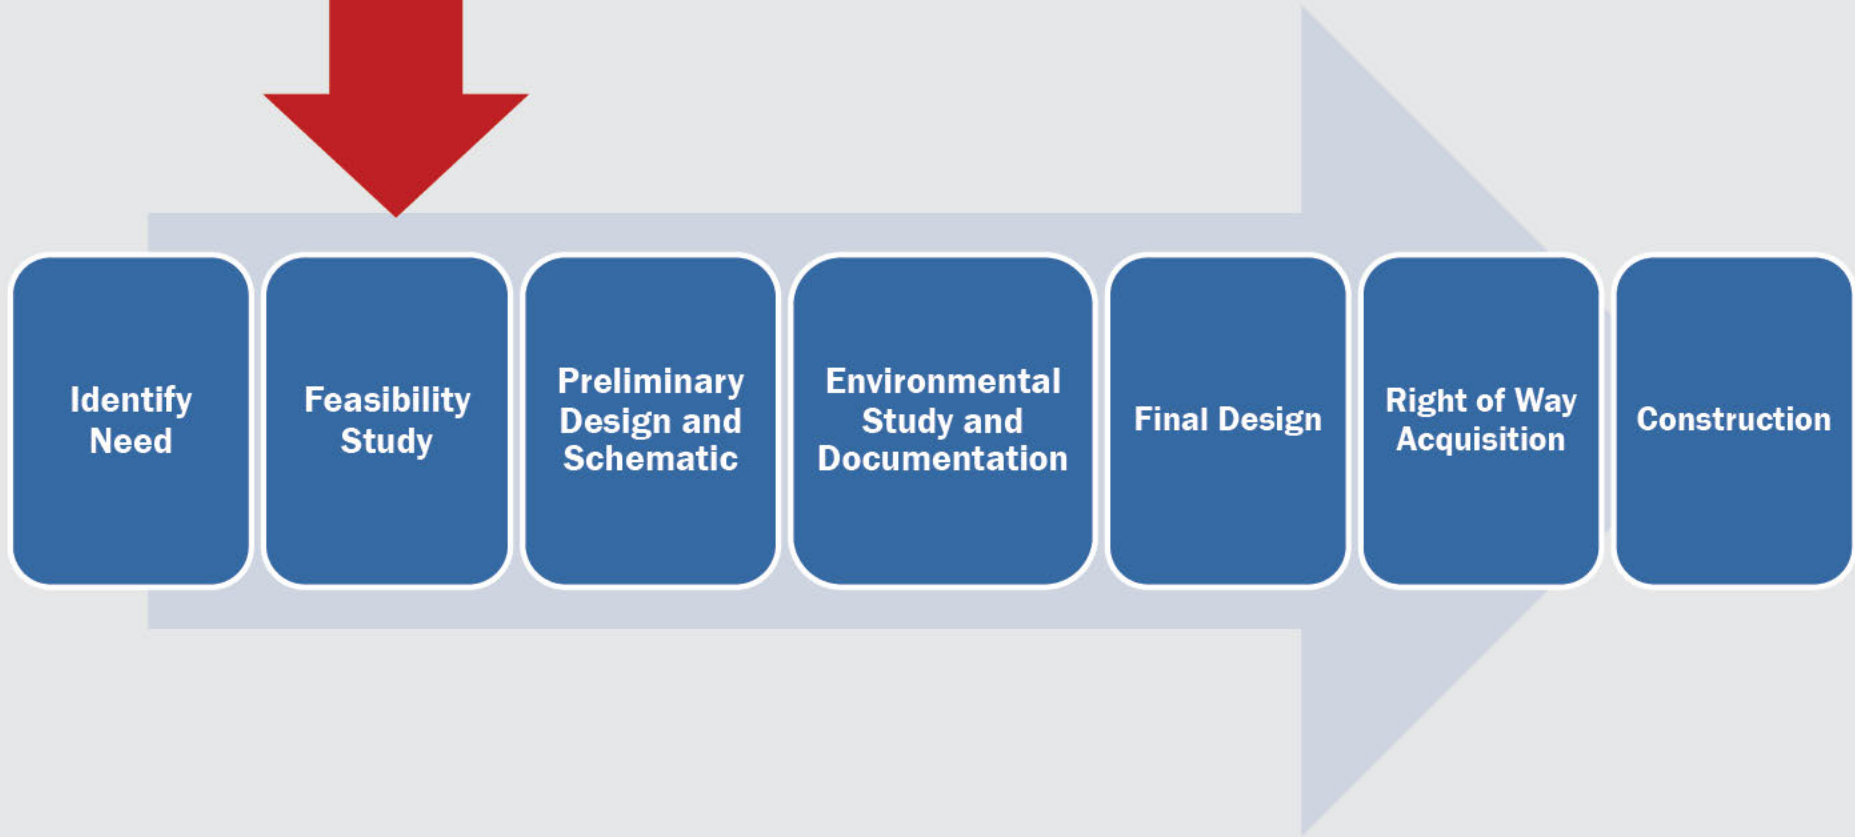 Identify
Need
Feasibility
Study
Preliminary
Design and
Schematic
Environmental
Study and
Documentation
Final Design
Right of Way
Acquisition
Construction